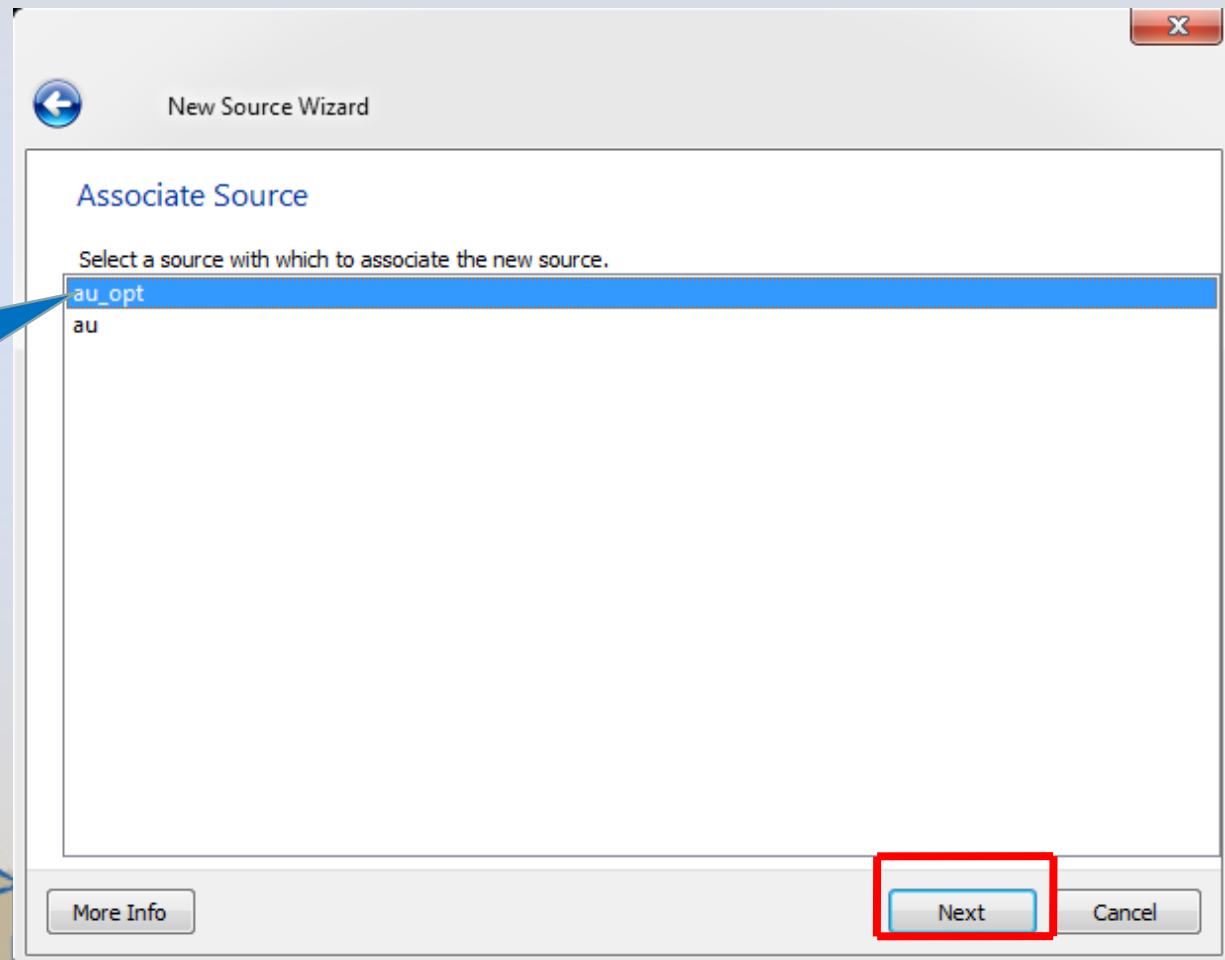 New Source Wizard
Associate Source
Select a source with which to associate the new source.
au_opt
au
More Info
Next
Cancel